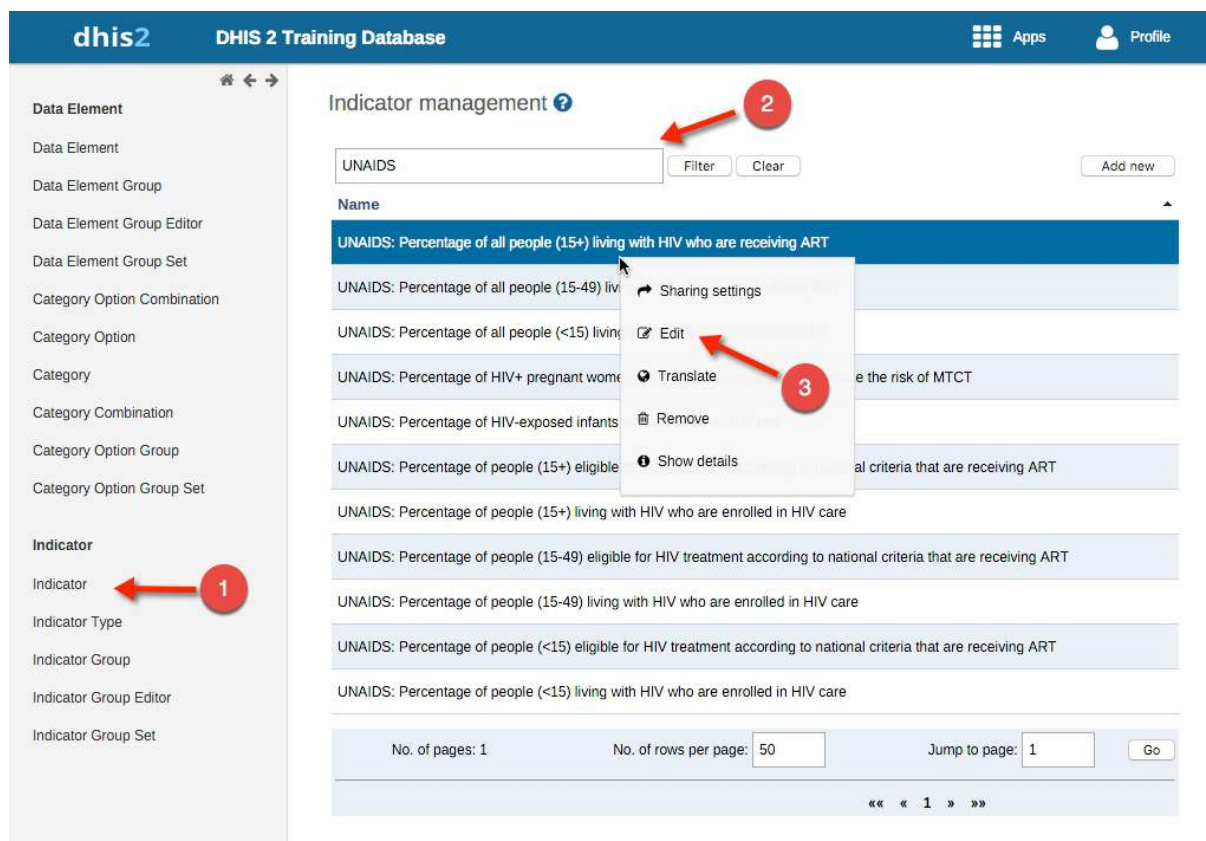 dhis2 DHIS 2 Training Database Apps Profile
Data Element
Data Element
Data Element Group
Data Element Group Editor
Data Element Group Set
Category Option Combination
Category Option
Category
Category Combination
Category Option Group
Category Option Group Set
Indicator
Indicator
1
Indicator Type
Indicator Group
Indicator Group Editor
Indicator Group Set
Indicator management ?
2
UNAIDS Filter Clear Add new
Name
UNAIDS: Percentage of all people (15+) living with HIV who are receiving ART
UNAIDS: Percentage of all people (15-49) liv
UNAIDS: Percentage of all people (<15) living
UNAIDS: Percentage of HIV+ pregnant wome e the risk of MTCT
UNAIDS: Percentage of HIV-exposed infants
UNAIDS: Percentage of people (15+) eligible al criteria that are receiving ART
UNAIDS: Percentage of people (15+) living with HIV who are enrolled in HIV care
UNAIDS: Percentage of people (15-49) eligible for HIV treatment according to national criteria that are receiving ART
UNAIDS: Percentage of people (15-49) living with HIV who are enrolled in HIV care
UNAIDS: Percentage of people (<15) eligible for HIV treatment according to national criteria that are receiving ART
UNAIDS: Percentage of people (<15) living with HIV who are enrolled in HIV care
Sharing settings
Edit
3
Translate
Remove
Show details
No. of pages: 1 No. of rows per page: 50 Jump to page: 1 Go
«« « 1 » »»